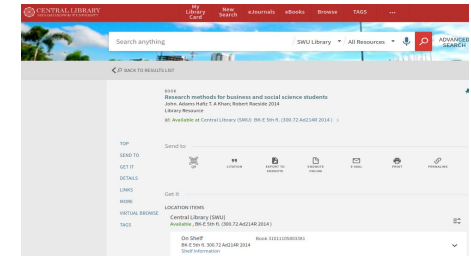 CENTRAL LIBRARY
My Library Card
New Search
eJournals
eBooks
Browse
TAGS
Search anything
SWU Library
All Resources
ADVANCED SEARCH
BACK TO RESULTS LIST
BOOK
Research methods for business and social science students
John. Adams Hafiz T. A Khan; Robert Raeside 2014
Library Resource
Available at Central Library (SWU) BK-E 5th fl. (300.72 Ad214R 2014 )
TOP
SEND TO
GET IT
DETAILS
LINKS
MORE
VIRTUAL BROWSE
TAGS
Send to
QR
CITATION
EXPORT TO ENDNOTE
ENDNOTE ONLINE
E-MAIL
PRINT
PERMALINK
Get It
LOCATION ITEMS
Central Library (SWU)
Available , BK-E 5th fl. (300.72 Ad214R 2014 )
On Shelf
BK-E 5th fl. 300.72 Ad214R 2014
Shelf Information